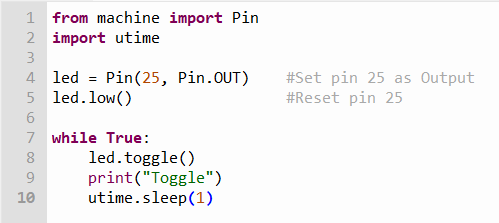 1 from machine import Pin
2 import utime
3
4 led = Pin(25, Pin.OUT)    #Set pin 25 as Output
5 led.low()                 #Reset pin 25
6
7 while True:
8     led.toggle()
9     print("Toggle")
10     utime.sleep(1)